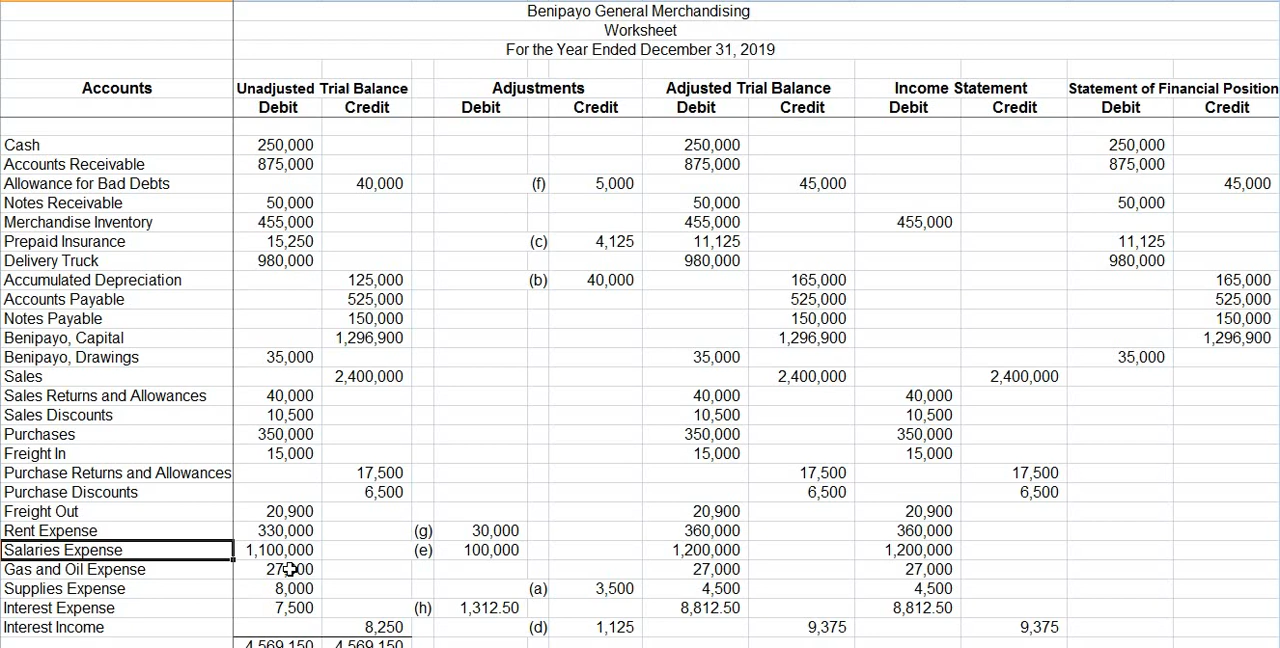 Benipayo General Merchandising
Worksheet
For the Year Ended December 31, 2019
Accounts Unadjusted Trial Balance Adjustments Adjusted Trial Balance Income Statement Statement of Financial Position
Debit Credit Debit Credit Debit Credit Debit Credit Debit Credit
Cash 250,000 250,000 250,000
Accounts Receivable 875,000 875,000 875,000
Allowance for Bad Debts 40,000 (f) 5,000 45,000 45,000
Notes Receivable 50,000 50,000 50,000
Merchandise Inventory 455,000 455,000 455,000
Prepaid Insurance 15,250 (c) 4,125 11,125 11,125
Delivery Truck 980,000 980,000 980,000
Accumulated Depreciation 125,000 (b) 40,000 165,000 165,000
Accounts Payable 525,000 525,000 525,000
Notes Payable 150,000 150,000 150,000
Benipayo, Capital 1,296,900 1,296,900 1,296,900
Benipayo, Drawings 35,000 35,000 35,000
Sales 2,400,000 2,400,000 2,400,000
Sales Returns and Allowances 40,000 40,000 40,000
Sales Discounts 10,500 10,500 10,500
Purchases 350,000 350,000 350,000
Freight In 15,000 15,000 15,000
Purchase Returns and Allowances 17,500 17,500 17,500
Purchase Discounts 6,500 6,500 6,500
Freight Out 20,900 20,900 20,900
Rent Expense 330,000 (g) 30,000 360,000 360,000
Salaries Expense 1,100,000 (e) 100,000 1,200,000 1,200,000
Gas and Oil Expense 27,000 27,000
Supplies Expense 8,000 (a) 3,500 4,500 4,500
Interest Expense 7,500 (h) 1,312.50 8,812.50 8,812.50
Interest Income 8,250 (d) 1,125 9,375 9,375
4,569,150 4,569,150